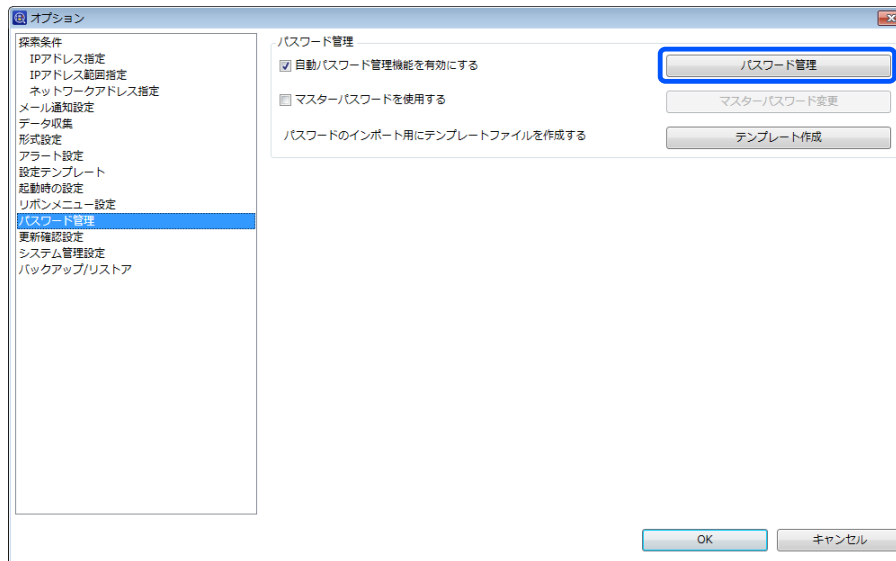 オプション
探索条件
IPアドレス指定
IPアドレス範囲指定
ネットワークアドレス指定
メール通知設定
データ収集
形式設定
アラート設定
設定テンプレート
起動時の設定
リボンメニュー設定
パスワード管理
更新確認設定
システム管理設定
バックアップ/リストア
パスワード管理
自動パスワード管理機能を有効にする
パスワード管理
マスターパスワードを使用する
マスターパスワード変更
パスワードのインポート用にテンプレートファイルを作成する
テンプレート作成
OK
キャンセル